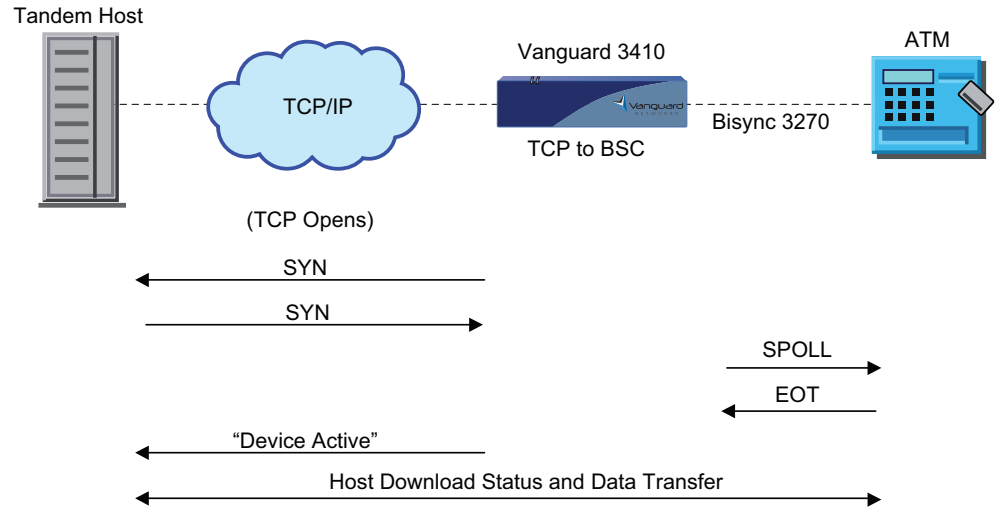 Tandem Host
TCP/IP
Vanguard 3410
Vanguard
NETWORKS
TCP to BSC
Bisync 3270
ATM
(TCP Opens)
SYN
SYN
SPOLL
EOT
“Device Active”
Host Download Status and Data Transfer